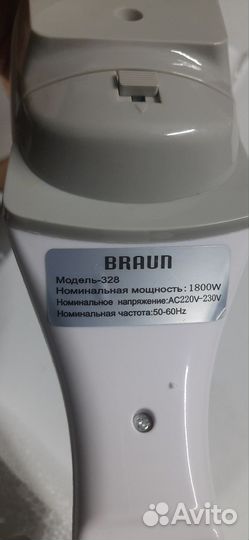 BRAUN
Модель-328
Номинальная мощность: 1800W
Номинальное напряжение:AC220V-230V
Номинальная частота:50-60Hz
Avito